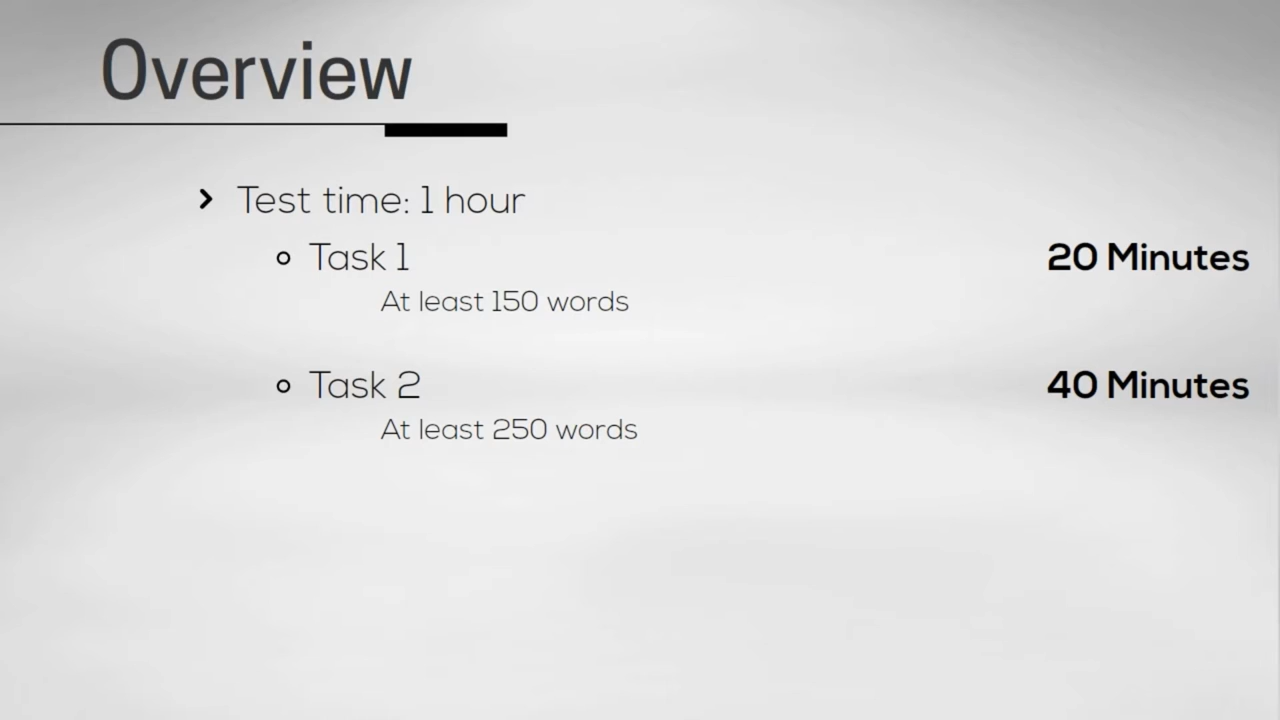 Overview
Test time: 1 hour
Task 1
20 Minutes
At least 150 words
Task 2
40 Minutes
At least 250 words